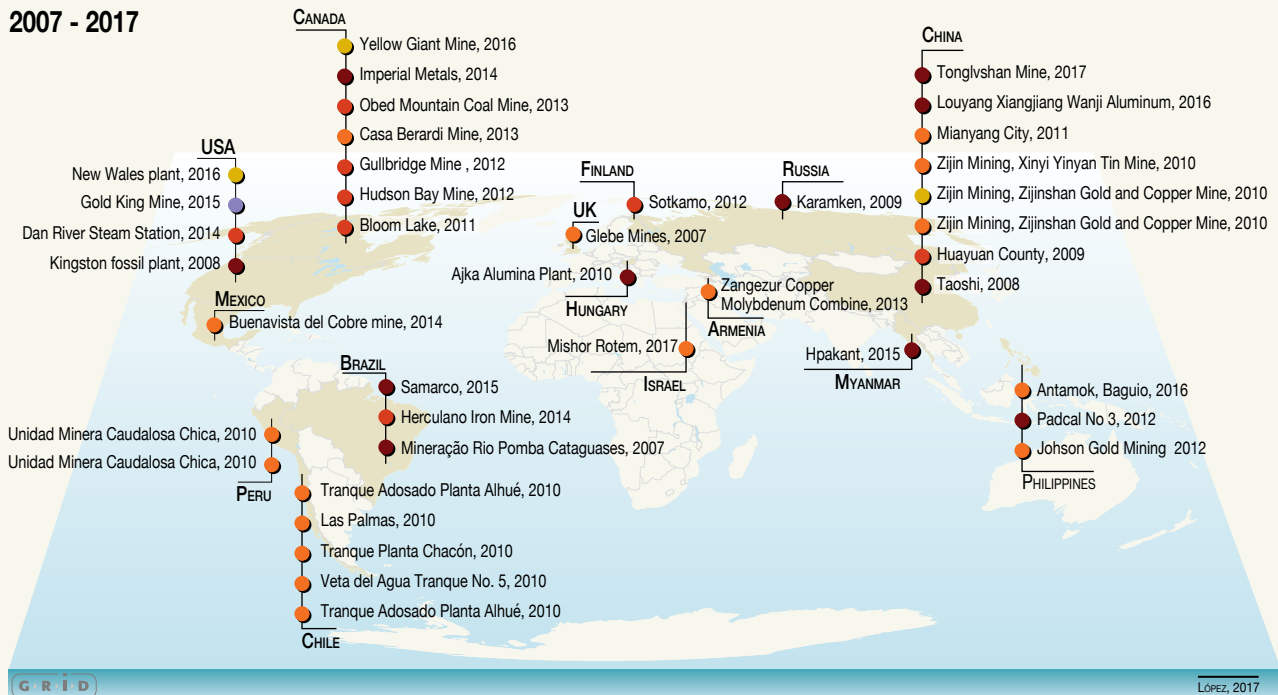 2007 - 2017
CANADA
Yellow Giant Mine, 2016
Imperial Metals, 2014
Obed Mountain Coal Mine, 2013
Casa Berardi Mine, 2013
Gullbridge Mine , 2012
Hudson Bay Mine, 2012
Bloom Lake, 2011
USA
New Wales plant, 2016
Gold King Mine, 2015
Dan River Steam Station, 2014
Kingston fossil plant, 2008
MEXICO
Buenavista del Cobre mine, 2014
BRAZIL
Samarco, 2015
Herculano Iron Mine, 2014
Mineração Rio Pomba Cataguases, 2007
Unidad Minera Caudalosa Chica, 2010
Unidad Minera Caudalosa Chica, 2010
PERU
Tranque Adosado Planta Alhué, 2010
Las Palmas, 2010
Tranque Planta Chacón, 2010
Veta del Agua Tranque No. 5, 2010
Tranque Adosado Planta Alhué, 2010
CHILE
FINLAND
Sotkamo, 2012
UK
Glebe Mines, 2007
Ajka Alumina Plant, 2010
HUNGARY
RUSSIA
Karamken, 2009
Zangezur Copper
Molybdenum Combine, 2013
ARMENIA
Mishor Rotem, 2017
ISRAEL
CHINA
Tonglvshan Mine, 2017
Louyang Xiangjiang Wanji Aluminum, 2016
Mianyang City, 2011
Zijin Mining, Xinyi Yinyan Tin Mine, 2010
Zijin Mining, Zijinshan Gold and Copper Mine, 2010
Zijin Mining, Zijinshan Gold and Copper Mine, 2010
Huayuan County, 2009
Taoshi, 2008
Hpakant, 2015
MYANMAR
Antamok, Baguio, 2016
Padcal No 3, 2012
Johson Gold Mining 2012
PHILIPPINES
GRID
LÓPEZ, 2017